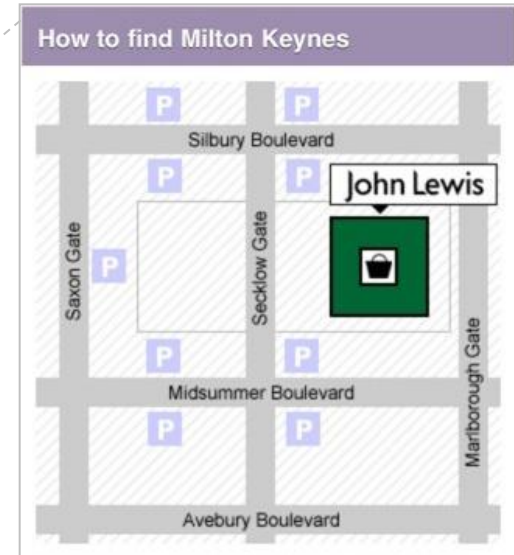 How to find Milton Keynes
P
P
Silbury Boulevard
P
P
John Lewis
Saxon Gate
P
Secklow Gate
Marlborough Gate
P
P
Midsummer Boulevard
P
P
Avebury Boulevard